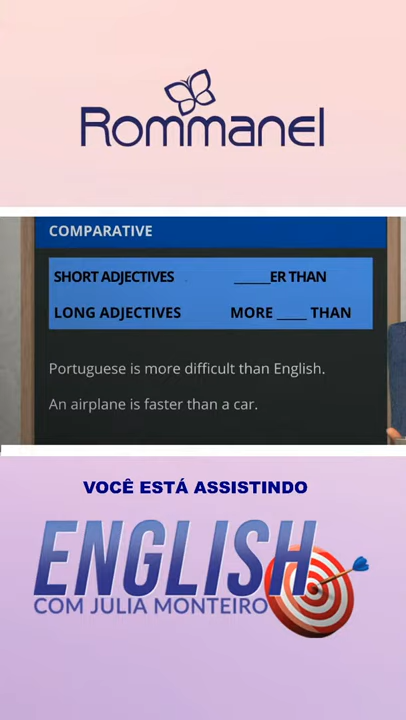 Rommanel
COMPARATIVE
SHORT ADJECTIVES ______ER THAN
LONG ADJECTIVES MORE ____ THAN
Portuguese is more difficult than English.
An airplane is faster than a car.
VOCÊ ESTÁ ASSISTINDO
ENGLISH
COM JULIA MONTEIRO